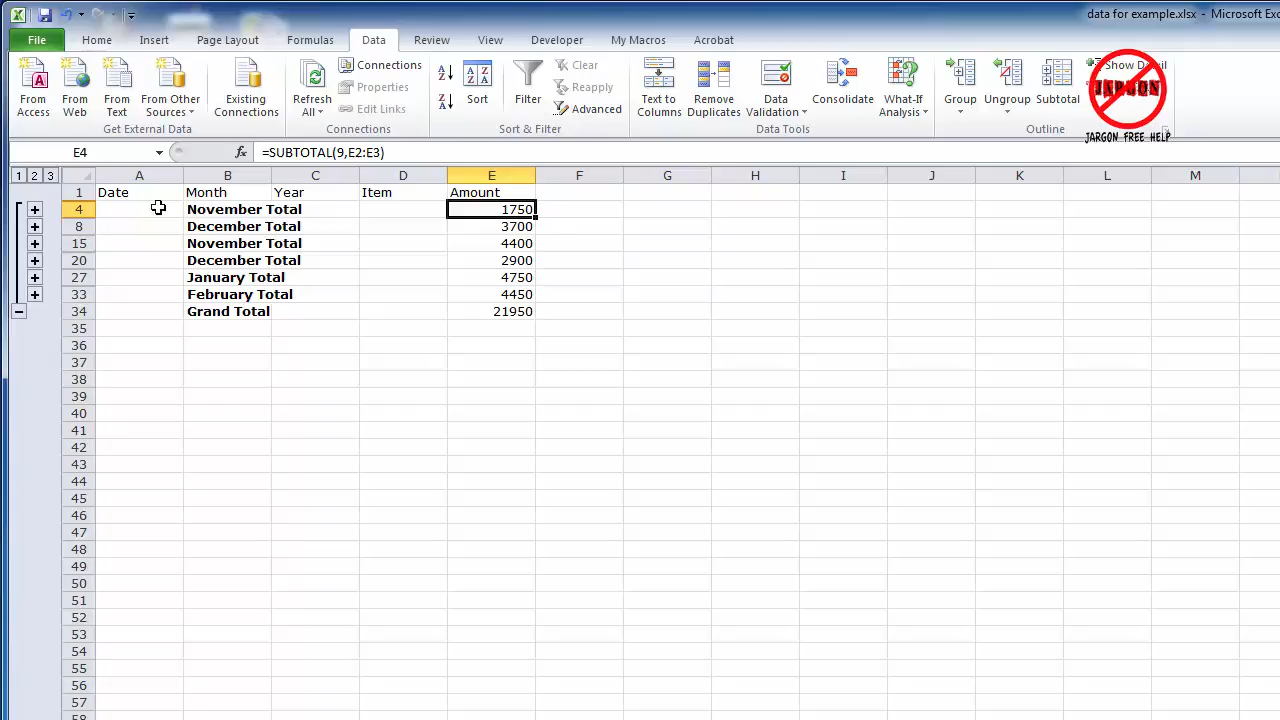 data for example.xlsx - Microsoft Exc
File Home Insert Page Layout Formulas Data Review View Developer My Macros Acrobat
From Access
From Web
From Text
From Other Sources
Existing Connections
Get External Data
Refresh All
Connections
Properties
Edit Links
Connections
Sort
Filter
Clear
Reapply
Advanced
Sort & Filter
Text to Columns
Remove Duplicates
Data Validation
Consolidate
What-If Analysis
Data Tools
Group
Ungroup
Subtotal
Show Detail
Outline
JARGON
JARGON FREE HELP
E4 fx =SUBTOTAL(9,E2:E3)
1 2 3 A B C D E F G H I J K L M
1 Date Month Year Item Amount
4 November Total 1750
8 December Total 3700
15 November Total 4400
20 December Total 2900
27 January Total 4750
33 February Total 4450
34 Grand Total 21950
35
36
37
38
39
40
41
42
43
44
45
46
47
48
49
50
51
52
53
54
55
56
57
58